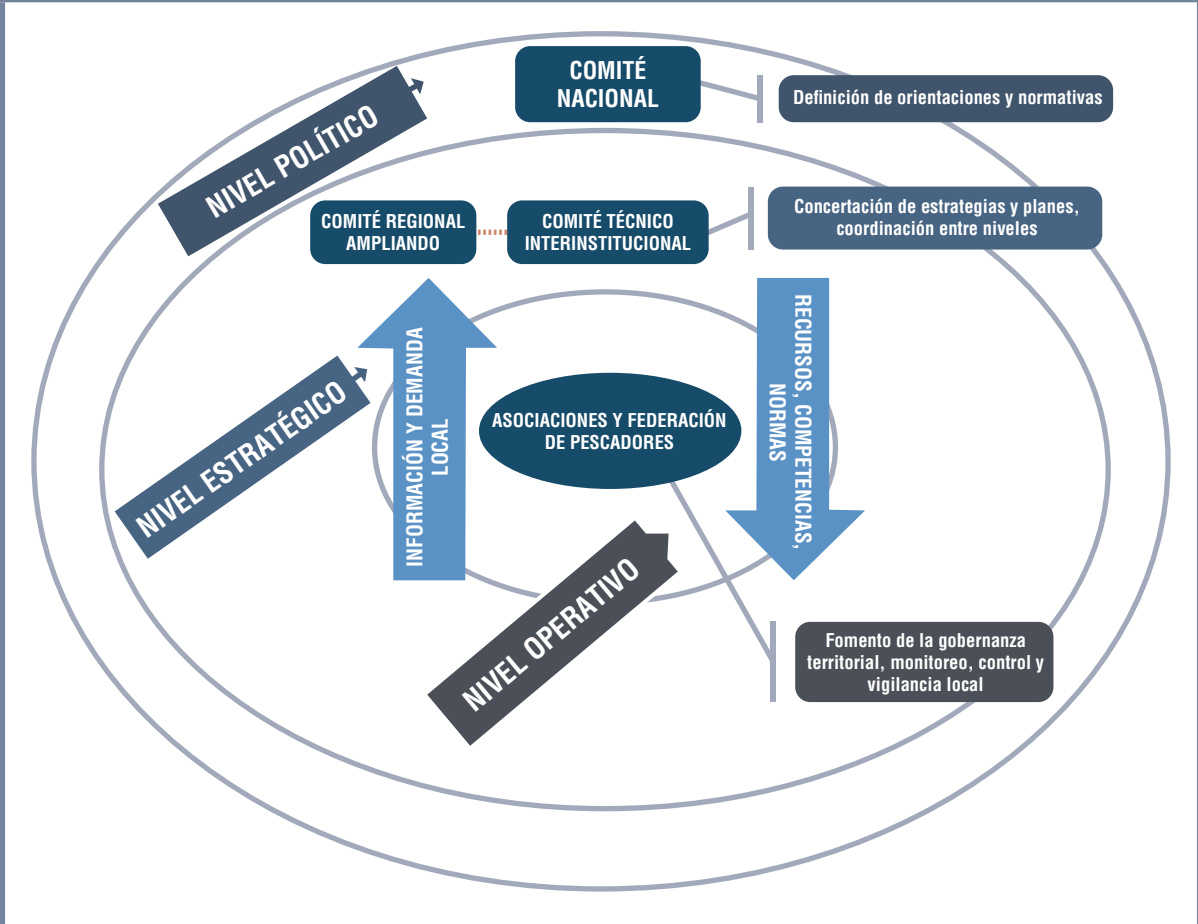 COMITÉ
NACIONAL
Definición de orientaciones y normativas
NIVEL POLÍTICO
COMITÉ REGIONAL
AMPLIANDO
COMITÉ TÉCNICO
INTERINSTITUCIONAL
Concertación de estrategias y planes,
coordinación entre niveles
NIVEL ESTRATÉGICO
INFORMACIÓN Y DEMANDA
LOCAL
ASOCIACIONES Y FEDERACIÓN
DE PESCADORES
RECURSOS, COMPETENCIAS,
NORMAS
NIVEL OPERATIVO
Fomento de la gobernanza
territorial, monitoreo, control y
vigilancia local